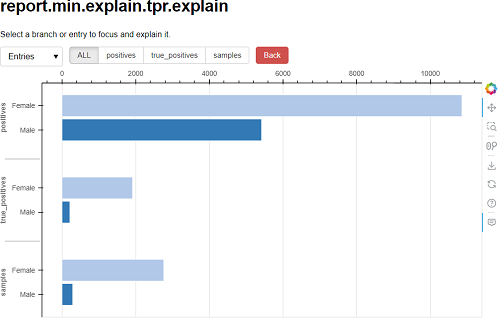 report.min.explain.tpr.explain
Select a branch or entry to focus and explain it.
Entries ALL positives true_positives samples Back
0 2000 4000 6000 8000 10000
positives
Female
Male
true_positives
Female
Male
samples
Female
Male